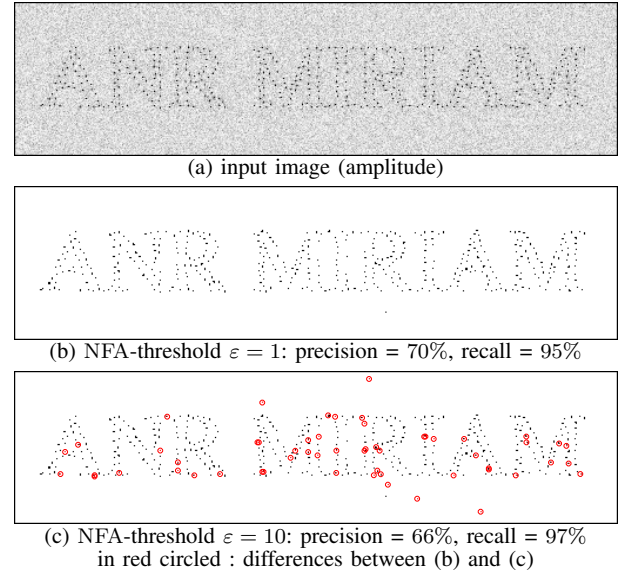 ANR MIRIAM
(a) input image (amplitude)
ANR MIRIAM
(b) NFA-threshold ε = 1: precision = 70%, recall = 95%
ANR MIRIAM
(c) NFA-threshold ε = 10: precision = 66%, recall = 97%
in red circled : differences between (b) and (c)